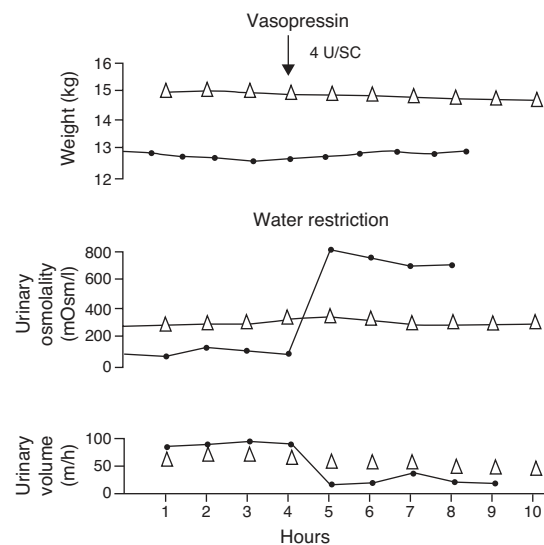 Vasopressin
4 U/SC
Weight (kg)
16
15
14
13
12
Water restriction
Urinary
osmolality
(mOsm/l)
800
600
400
200
0
Urinary
volume
(m/h)
100
50
0
1 2 3 4 5 6 7 8 9 10
Hours